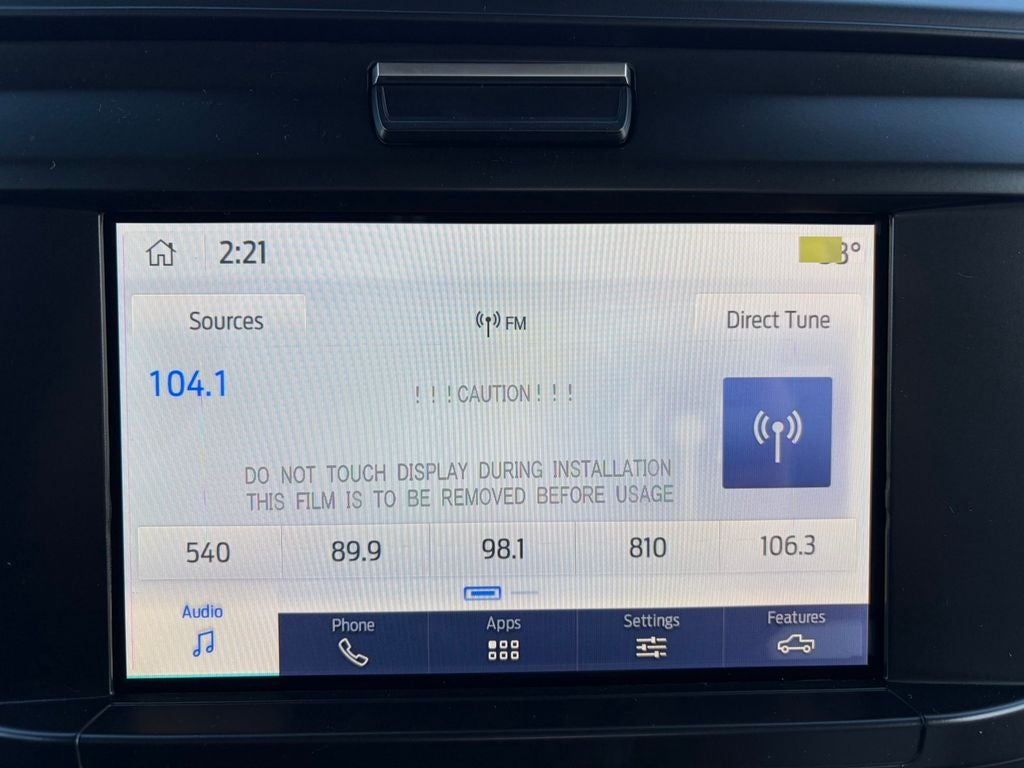 2:21
Sources FM Direct Tune
104.1
! ! ! CAUTION ! ! !
DO NOT TOUCH DISPLAY DURING INSTALLATION
THIS FILM IS TO BE REMOVED BEFORE USAGE
540 89.9 98.1 810 106.3
Audio Phone Apps Settings Features